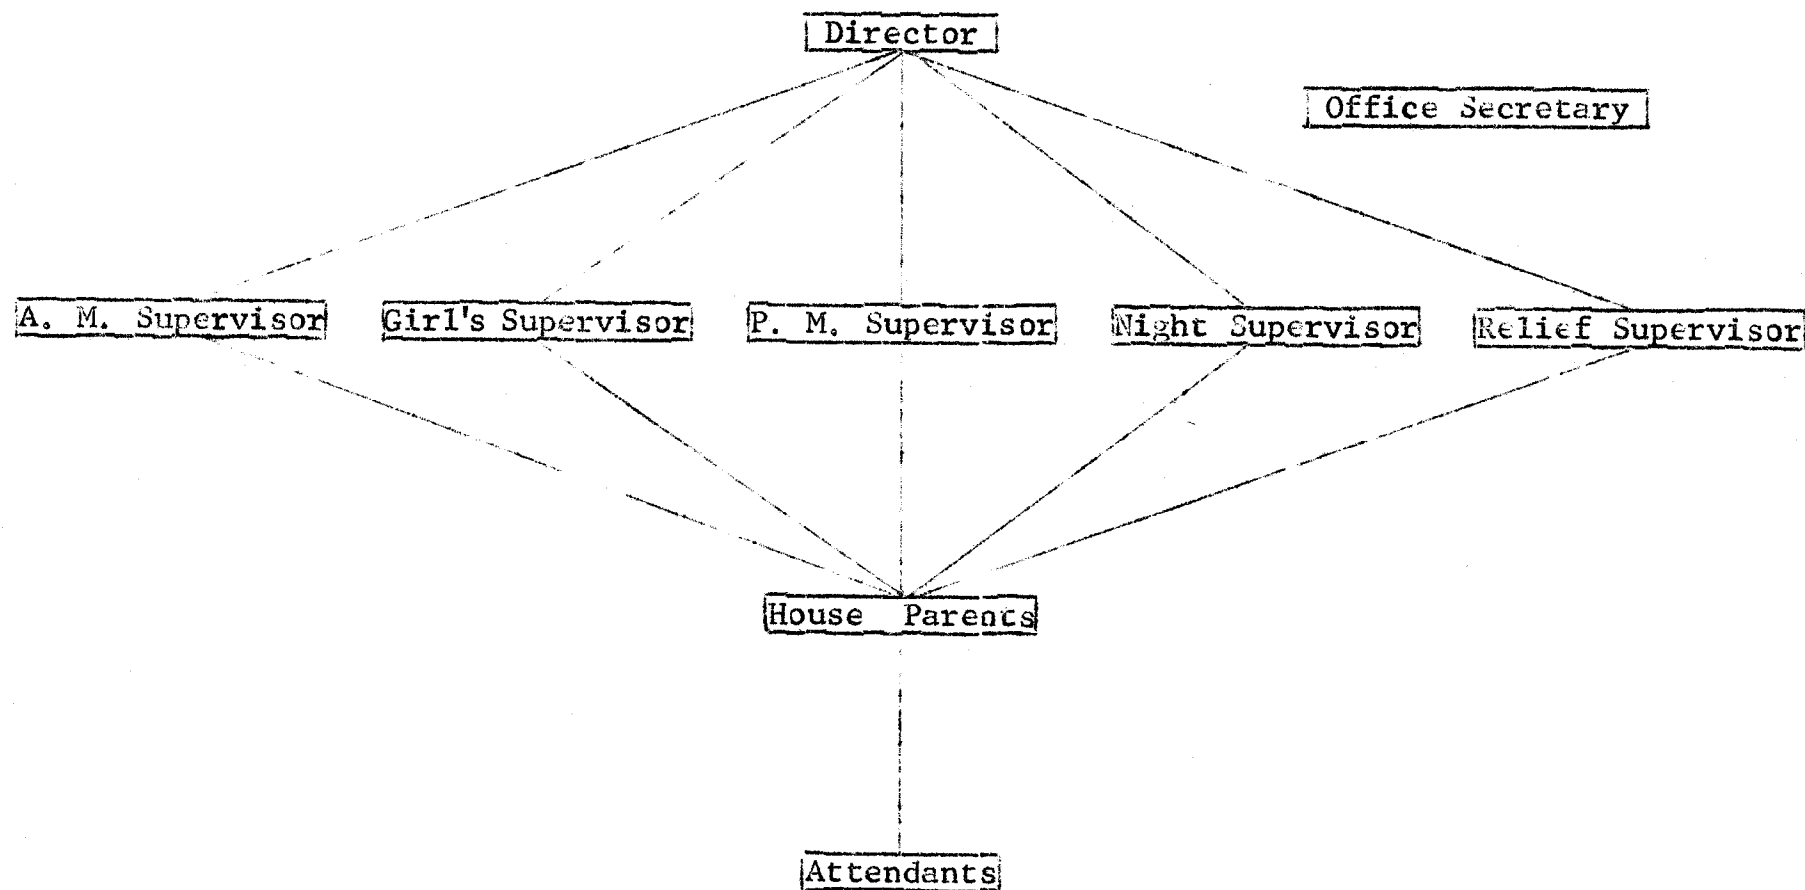 Director
Office Secretary
A. M. Supervisor
Girl's Supervisor
P. M. Supervisor
Night Supervisor
Relief Supervisor
House Parents
Attendants